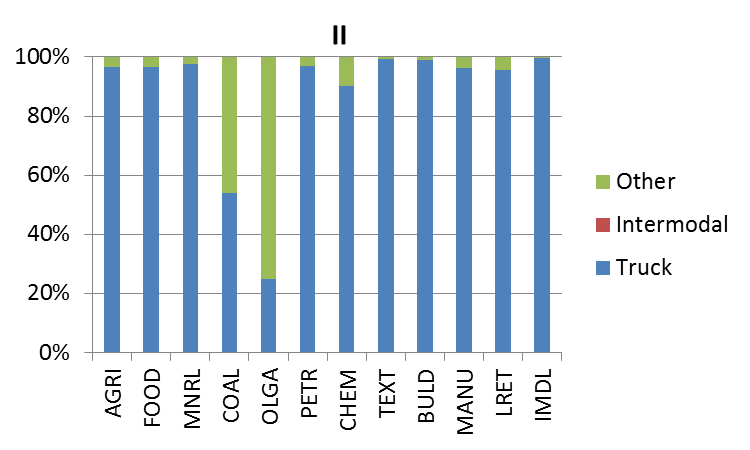 II
100%
80%
60%
40%
20%
0%
AGRI
FOOD
MNRL
COAL
OLGA
PETR
CHEM
TEXT
BULD
MANU
LRET
IMDL
Other
Intermodal
Truck